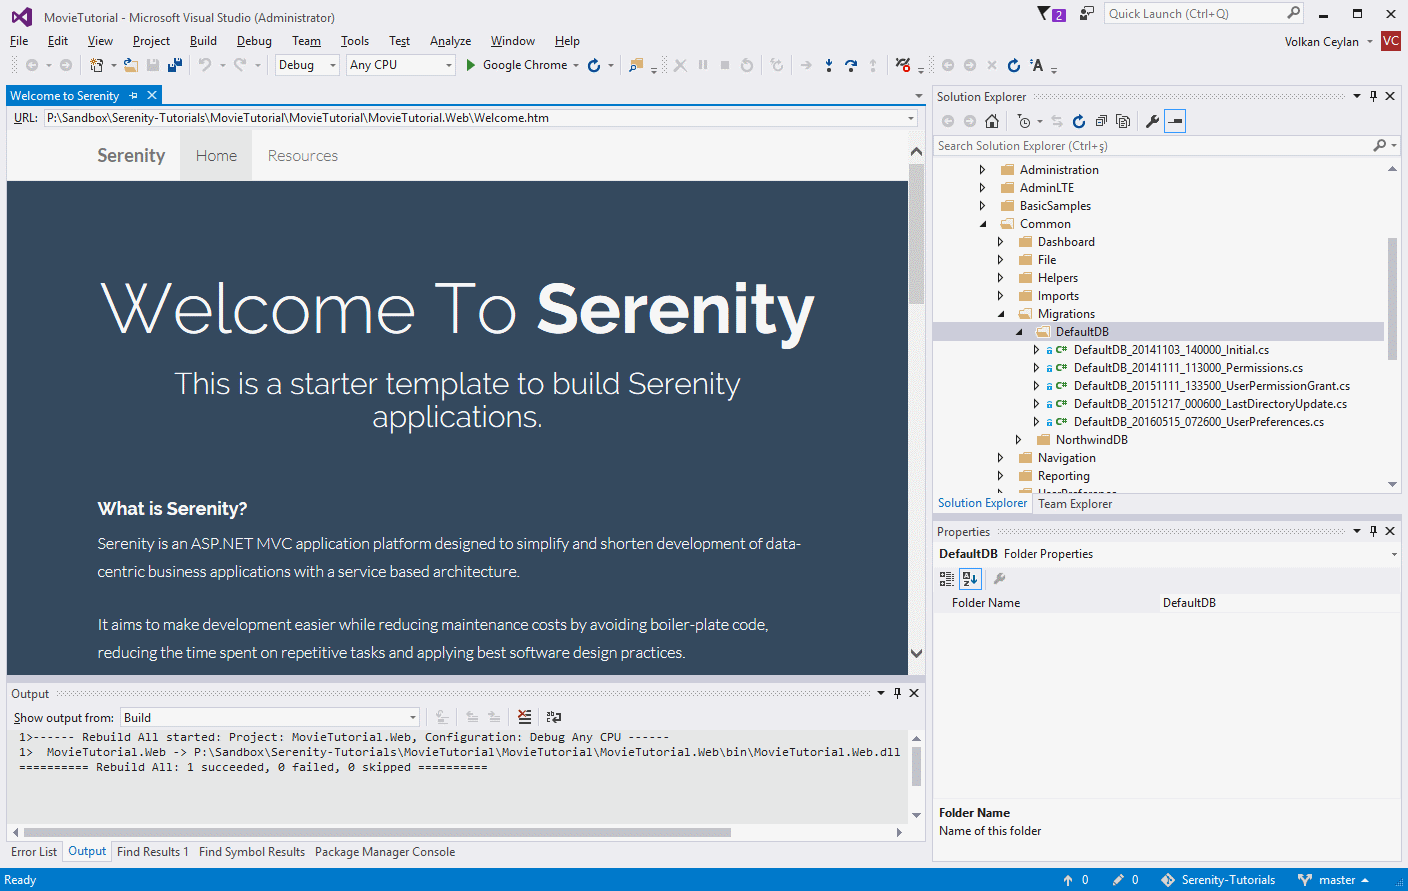 MovieTutorial - Microsoft Visual Studio (Administrator)
2
Quick Launch (Ctrl+Q)
File Edit View Project Build Debug Team Tools Test Analyze Window Help
Volkan Ceylan VC
Debug Any CPU Google Chrome
Welcome to Serenity
URL: P:\Sandbox\Serenity-Tutorials\MovieTutorial\MovieTutorial\MovieTutorial.Web\Welcome.htm
Serenity Home Resources
Welcome To Serenity
This is a starter template to build Serenity
applications.
What is Serenity?
Serenity is an ASP.NET MVC application platform designed to simplify and shorten development of data-
centric business applications with a service based architecture.
It aims to make development easier while reducing maintenance costs by avoiding boiler-plate code,
reducing the time spent on repetitive tasks and applying best software design practices.
Output
Show output from: Build
1>------ Rebuild All started: Project: MovieTutorial.Web, Configuration: Debug Any CPU ------
1>  MovieTutorial.Web -> P:\Sandbox\Serenity-Tutorials\MovieTutorial\MovieTutorial\MovieTutorial.Web\bin\MovieTutorial.Web.dll
========== Rebuild All: 1 succeeded, 0 failed, 0 skipped ==========
Error List Output Find Results 1 Find Symbol Results Package Manager Console
Solution Explorer
Search Solution Explorer (Ctrl+ş)
Administration
AdminLTE
BasicSamples
Common
Dashboard
File
Helpers
Imports
Migrations
DefaultDB
C# DefaultDB_20141103_140000_Initial.cs
C# DefaultDB_20141111_113000_Permissions.cs
C# DefaultDB_20151111_133500_UserPermissionGrant.cs
C# DefaultDB_20151217_000600_LastDirectoryUpdate.cs
C# DefaultDB_20160515_072600_UserPreferences.cs
NorthwindDB
Navigation
Reporting
UserPreference
Solution Explorer Team Explorer
Properties
DefaultDB Folder Properties
Folder Name DefaultDB
Folder Name
Name of this folder
Ready
0 0 Serenity-Tutorials master